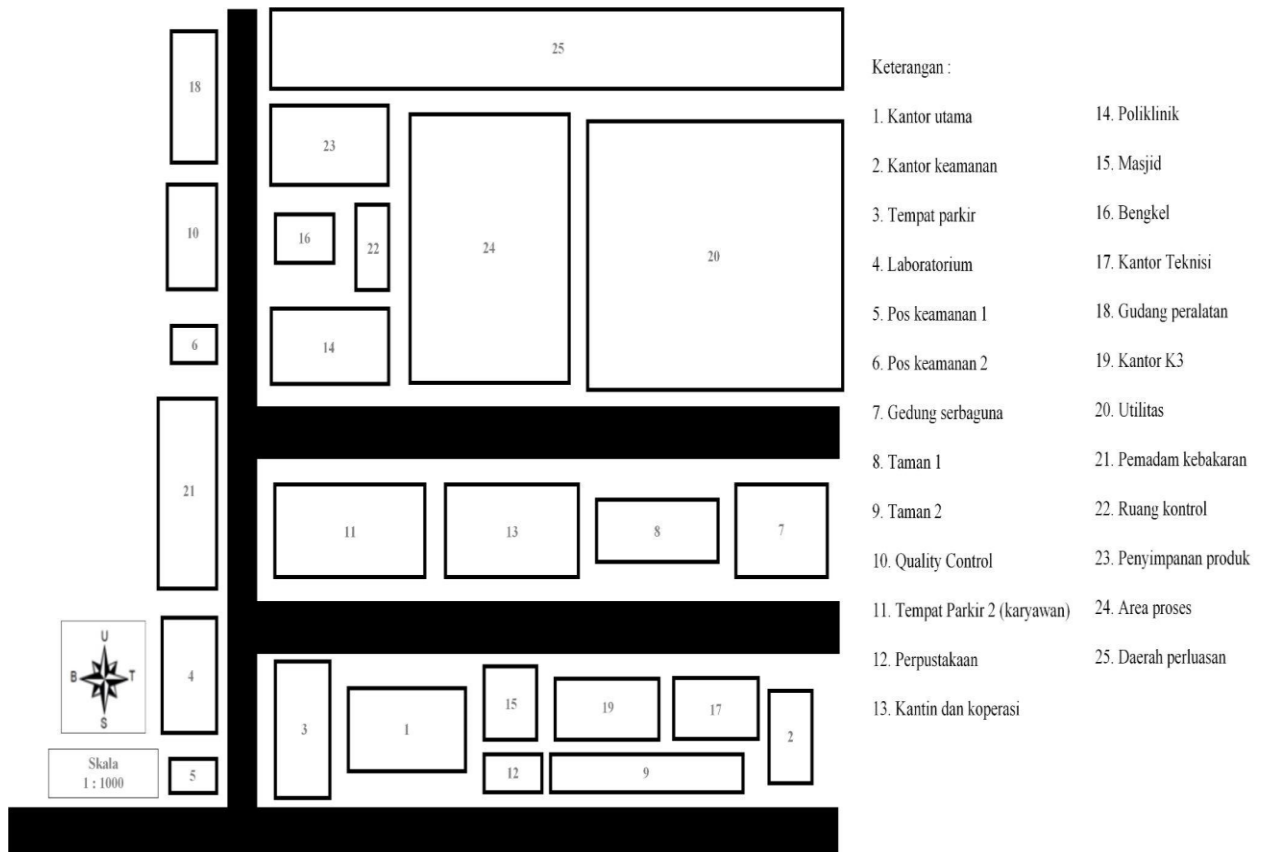 25
18
23
10
16
22
24
20
6
14
21
11
13
8
7
U
B T
S
4
3
1
15
19
17
2
12
9
5
Skala
1 : 1000
Keterangan :
1. Kantor utama
2. Kantor keamanan
3. Tempat parkir
4. Laboratorium
5. Pos keamanan 1
6. Pos keamanan 2
7. Gedung serbaguna
8. Taman 1
9. Taman 2
10. Quality Control
11. Tempat Parkir 2 (karyawan)
12. Perpustakaan
13. Kantin dan koperasi
14. Poliklinik
15. Masjid
16. Bengkel
17. Kantor Teknisi
18. Gudang peralatan
19. Kantor K3
20. Utilitas
21. Pemadam kebakaran
22. Ruang kontrol
23. Penyimpanan produk
24. Area proses
25. Daerah perluasan